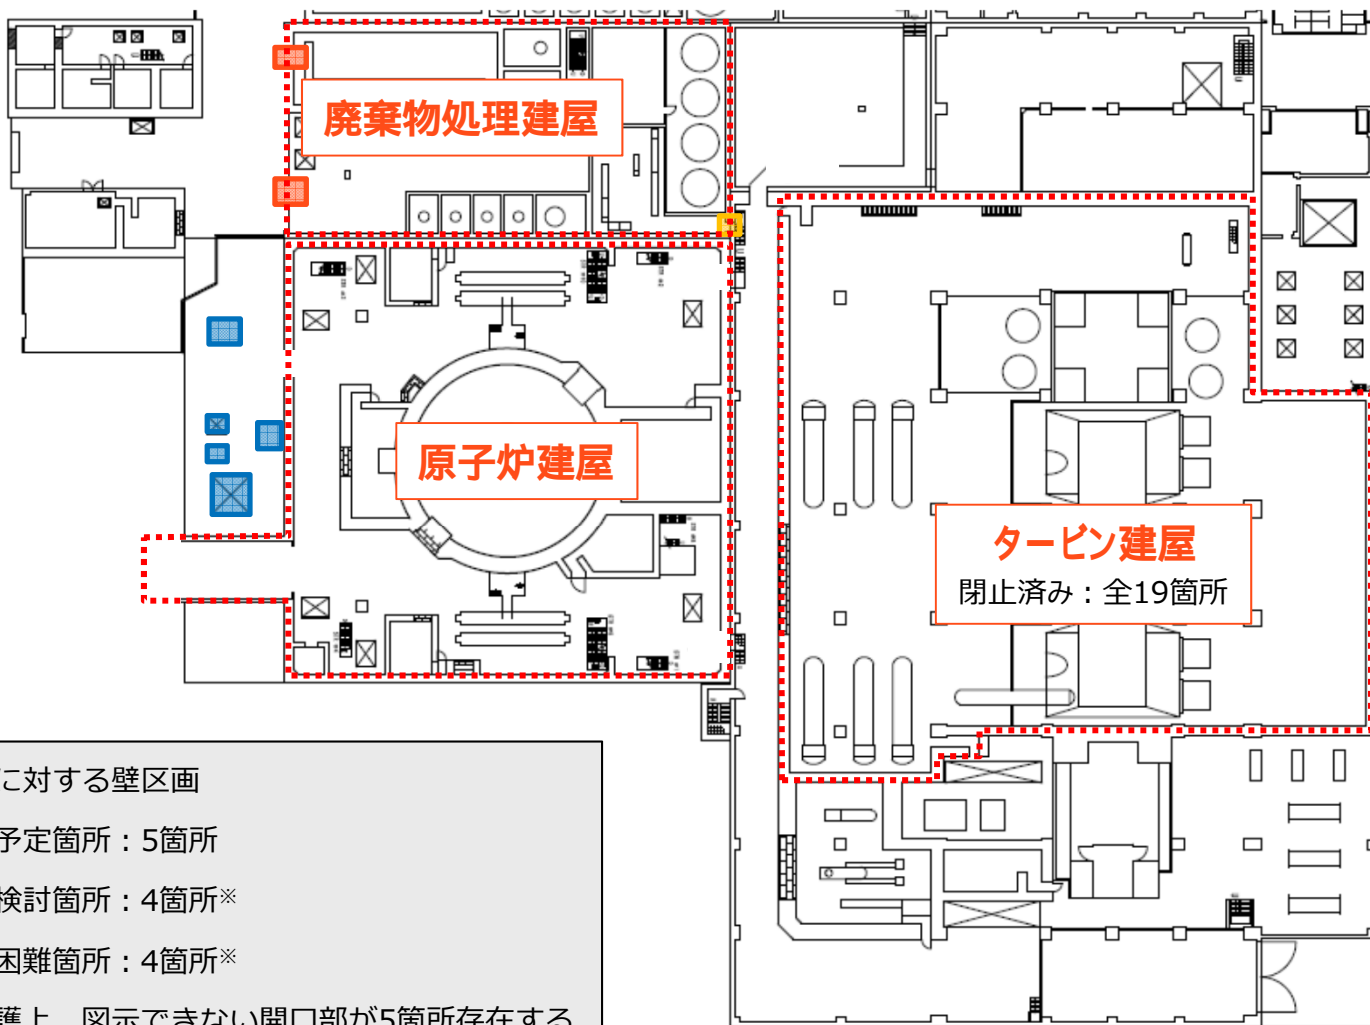 廃棄物処理建屋
原子炉建屋
タービン建屋
閉止済み：全19箇所
に対する壁区画
予定箇所：5箇所
検討箇所：4箇所※
困難箇所：4箇所※
護上、図示できない開口部が5箇所存在する